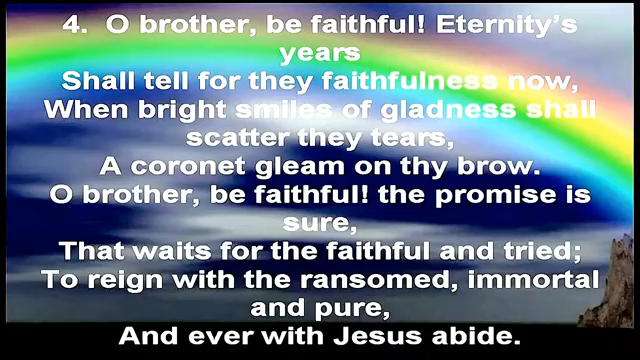 4.  O brother, be faithful! Eternity’s
years
Shall tell for they faithfulness now,
When bright smiles of gladness shall
scatter they tears,
A coronet gleam on thy brow.
O brother, be faithful! the promise is
sure,
That waits for the faithful and tried;
To reign with the ransomed, immortal
and pure,
And ever with Jesus abide.